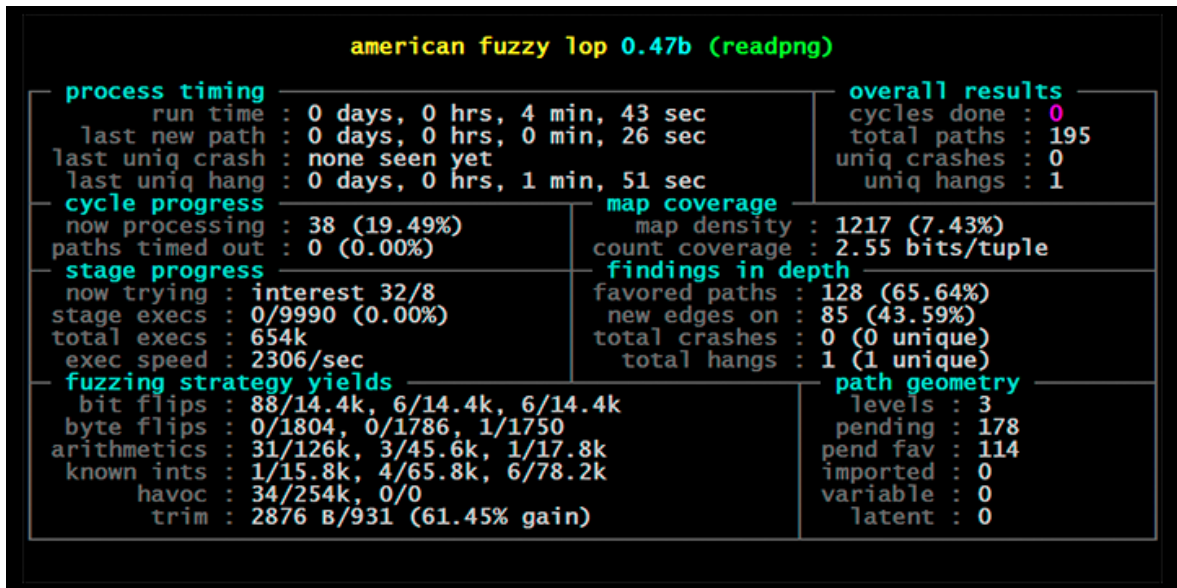 american fuzzy lop 0.47b (readpng)
process timing
run time : 0 days, 0 hrs, 4 min, 43 sec
last new path : 0 days, 0 hrs, 0 min, 26 sec
last uniq crash : none seen yet
last uniq hang : 0 days, 0 hrs, 1 min, 51 sec
overall results
cycles done : 0
total paths : 195
uniq crashes : 0
uniq hangs : 1
cycle progress
now processing : 38 (19.49%)
paths timed out : 0 (0.00%)
map coverage
map density : 1217 (7.43%)
count coverage : 2.55 bits/tuple
stage progress
now trying : interest 32/8
stage execs : 0/9990 (0.00%)
total execs : 654k
exec speed : 2306/sec
findings in depth
favored paths : 128 (65.64%)
new edges on : 85 (43.59%)
total crashes : 0 (0 unique)
total hangs : 1 (1 unique)
fuzzing strategy yields
bit flips : 88/14.4k, 6/14.4k, 6/14.4k
byte flips : 0/1804, 0/1786, 1/1750
arithmetics : 31/126k, 3/45.6k, 1/17.8k
known ints : 1/15.8k, 4/65.8k, 6/78.2k
havoc : 34/254k, 0/0
trim : 2876 B/931 (61.45% gain)
path geometry
levels : 3
pending : 178
pend fav : 114
imported : 0
variable : 0
latent : 0